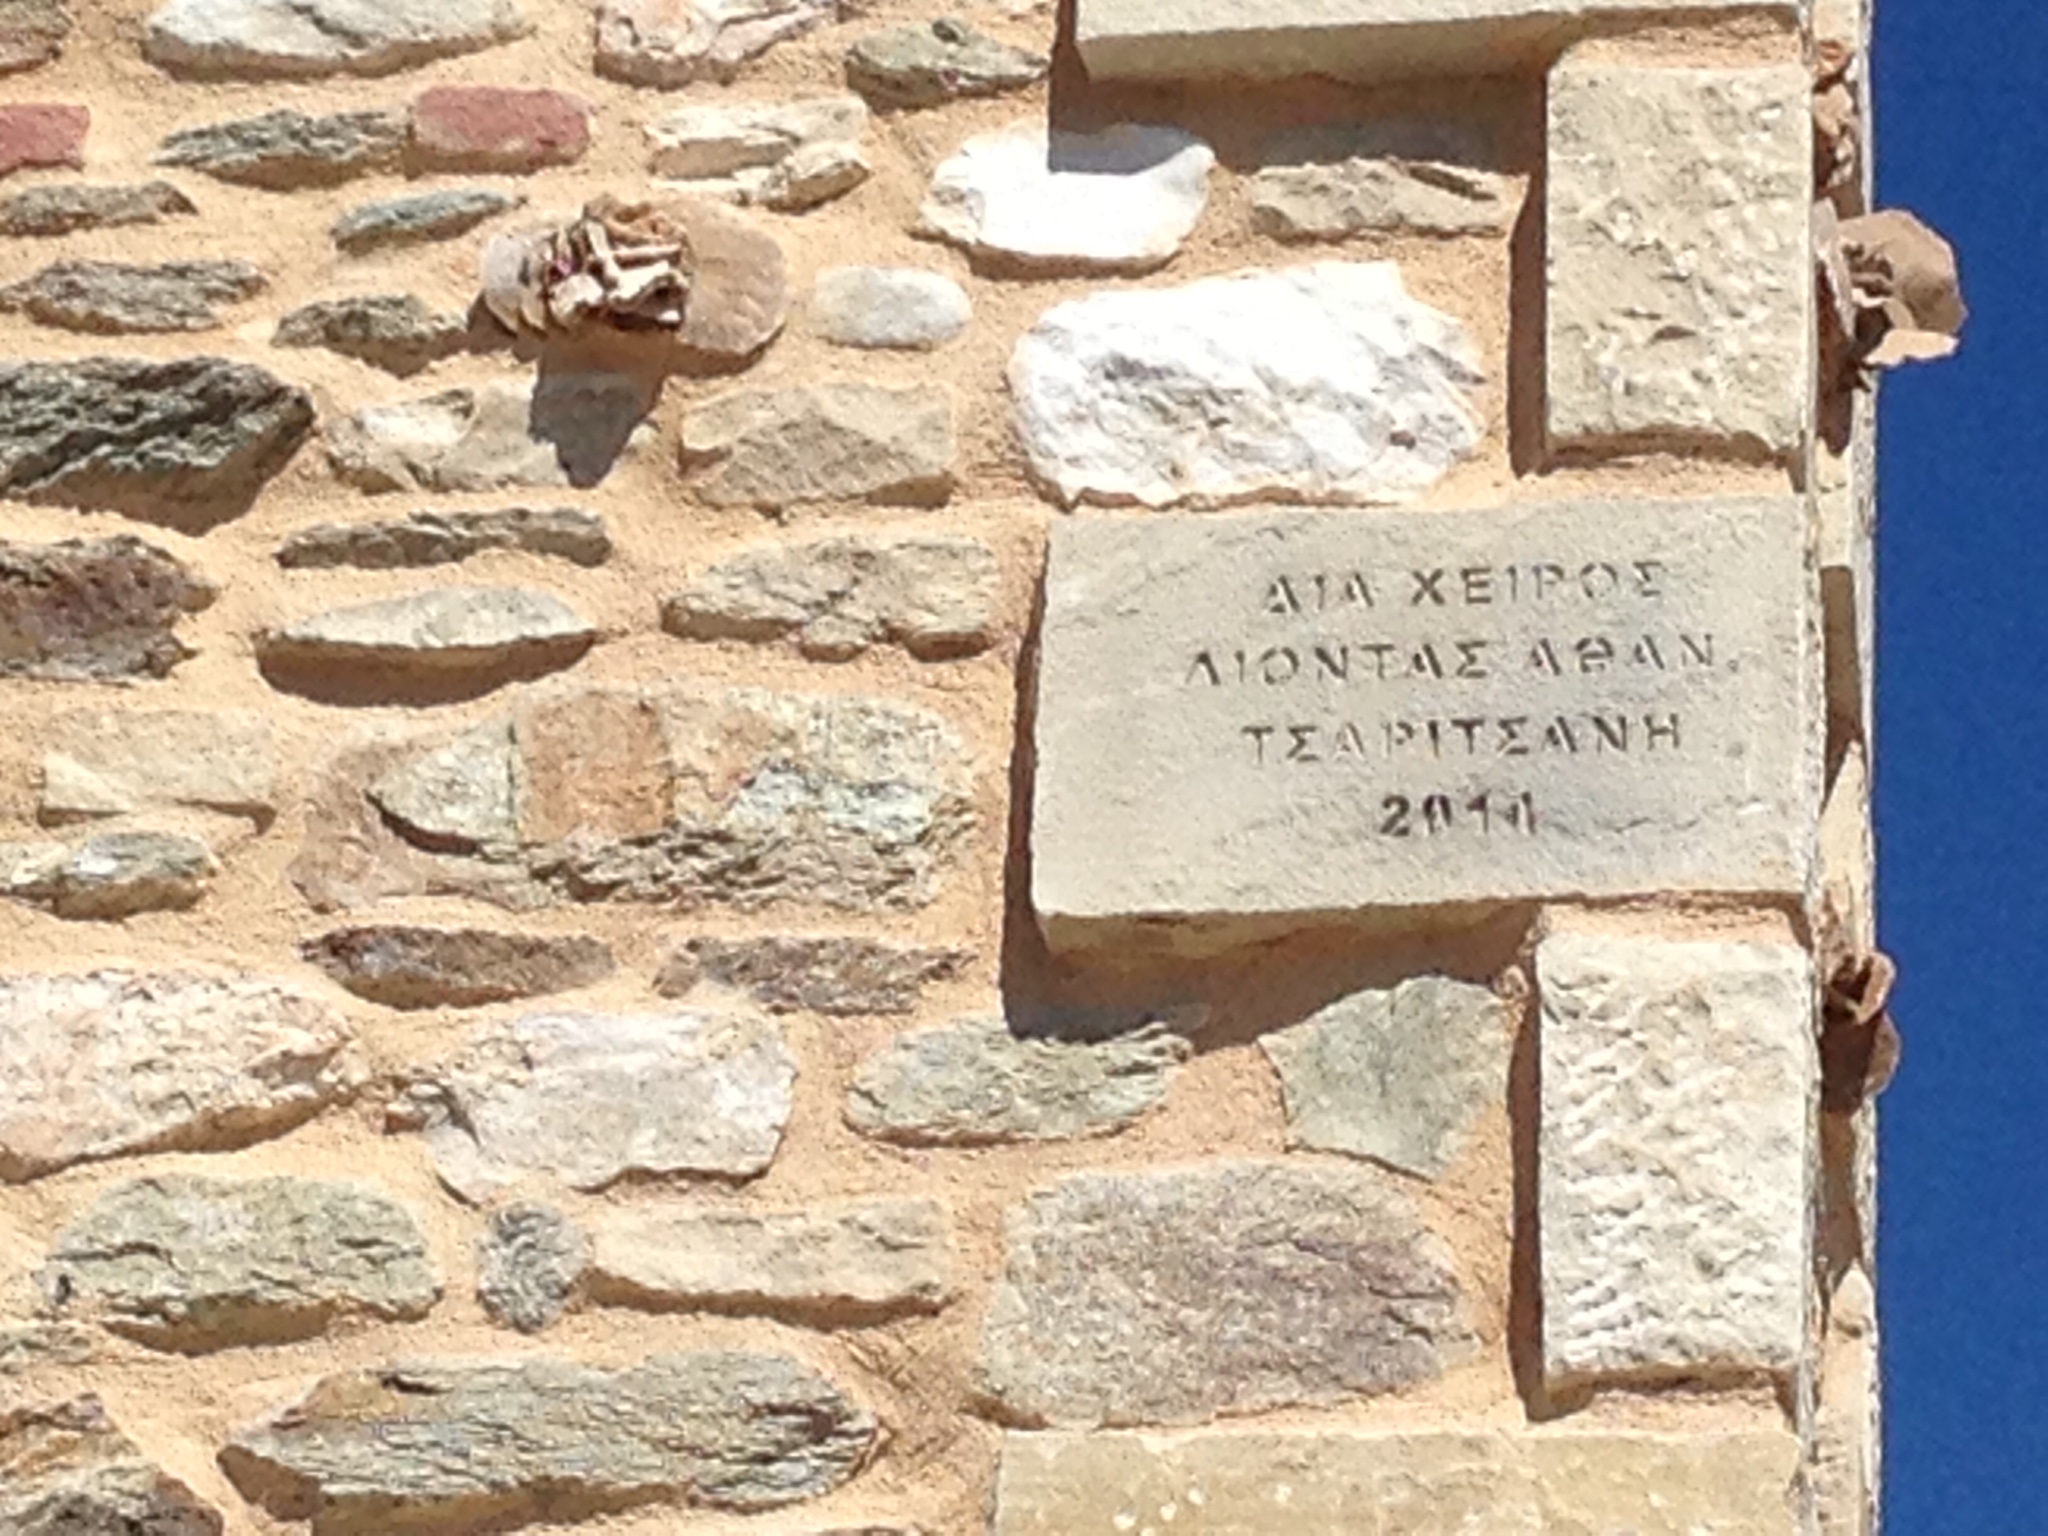 ΔΙΑ ΧΕΙΡΟΣ
ΛΙΟΝΤΑΣ ΑΘΑΝ.
ΤΣΑΡΙΤΣΑΝΗ
2011